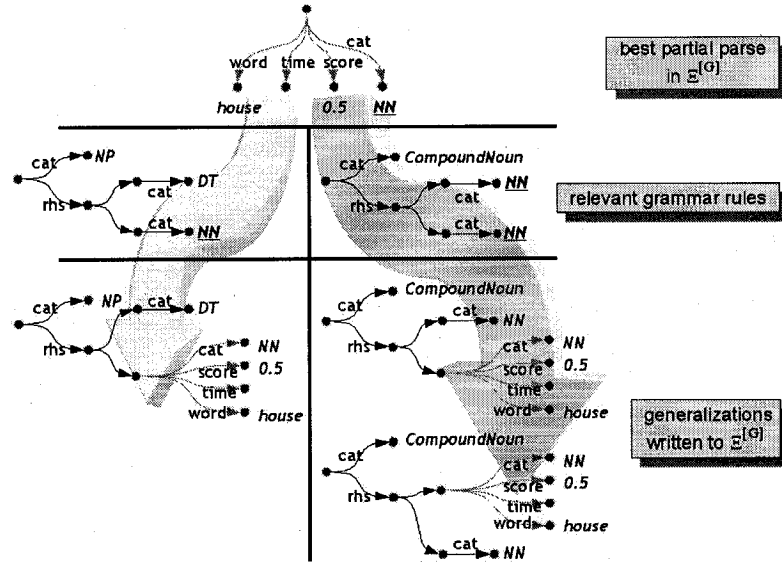 cat
word time score
house 0.5 NN
best partial parse
in Ξ[G]
cat NP
cat DT
rhs
cat NN
cat CompoundNoun
NN
cat
rhs
cat NN
relevant grammar rules
cat NP
cat DT
rhs
cat NN
score 0.5
time
word house
cat CompoundNoun
cat NN
rhs
cat NN
score 0.5
time
word house
cat CompoundNoun
cat NN
rhs
score 0.5
time
word house
cat NN
generalizations
written to Ξ[G]